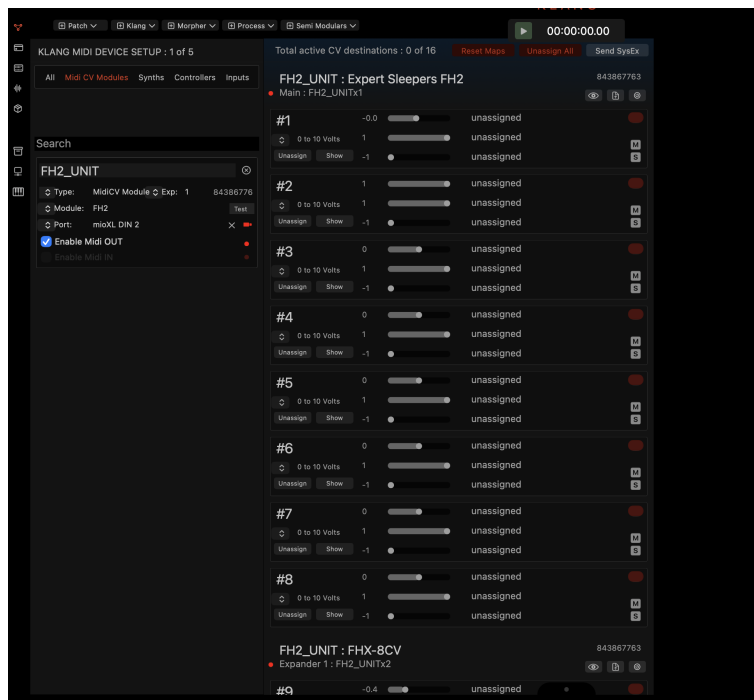 Patch Klang Morpher Process Semi Modulars
00:00:00.00
KLANG MIDI DEVICE SETUP : 1 of 5
All Midi CV Modules Synths Controllers Inputs
Search
FH2_UNIT
Type: MidiCV Module Exp: 1 84386776
Module: FH2 Test
Port: mioXL DIN 2
Enable Midi OUT
Enable Midi IN
Total active CV destinations : 0 of 16 Reset Maps Unassign All Send SysEx
FH2_UNIT : Expert Sleepers FH2 843867763
Main : FH2_UNITx1
#1 -0.0 unassigned
0 to 10 Volts 1 unassigned M
Unassign Show -1 unassigned S
#2 1 unassigned
0 to 10 Volts 1 unassigned M
Unassign Show -1 unassigned S
#3 0 unassigned
0 to 10 Volts 1 unassigned M
Unassign Show -1 unassigned S
#4 0 unassigned
0 to 10 Volts 1 unassigned M
Unassign Show -1 unassigned S
#5 0 unassigned
0 to 10 Volts 1 unassigned M
Unassign Show -1 unassigned S
#6 0 unassigned
0 to 10 Volts 1 unassigned M
Unassign Show -1 unassigned S
#7 0 unassigned
0 to 10 Volts 1 unassigned M
Unassign Show -1 unassigned S
#8 0 unassigned
0 to 10 Volts 1 unassigned M
Unassign Show -1 unassigned S
FH2_UNIT : FHX-8CV 843867763
Expander 1 : FH2_UNITx2
#9 -0.4 unassigned